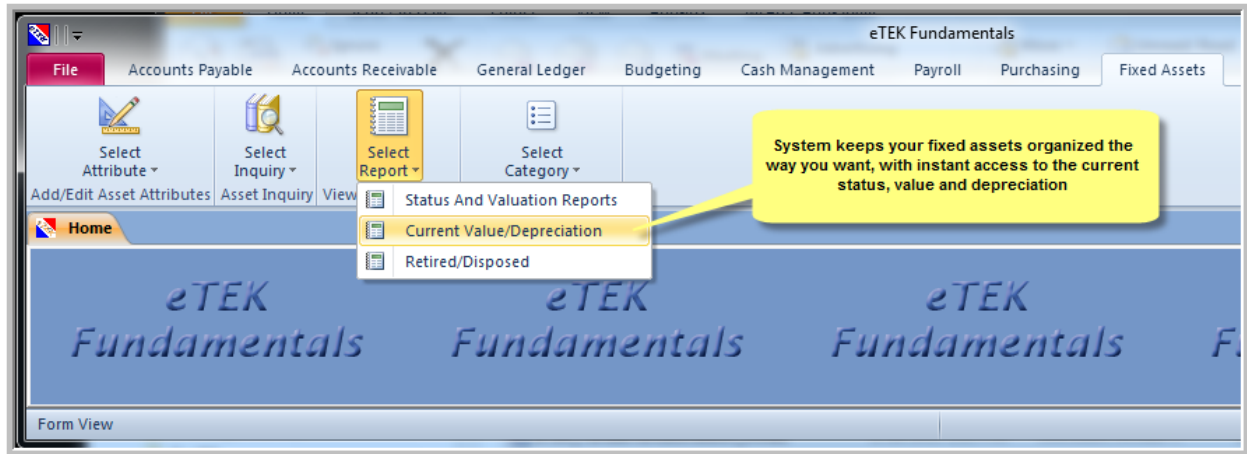 eTEK Fundamentals
File Accounts Payable Accounts Receivable General Ledger Budgeting Cash Management Payroll Purchasing Fixed Assets
Select Select Select Select
Attribute Inquiry Report Category
Add/Edit Asset Attributes Asset Inquiry View
System keeps your fixed assets organized the
way you want, with instant access to the current
status, value and depreciation
Status And Valuation Reports
Current Value/Depreciation
Retired/Disposed
Home
eTEK eTEK eTEK
Fundamentals Fundamentals Fundamentals
Form View